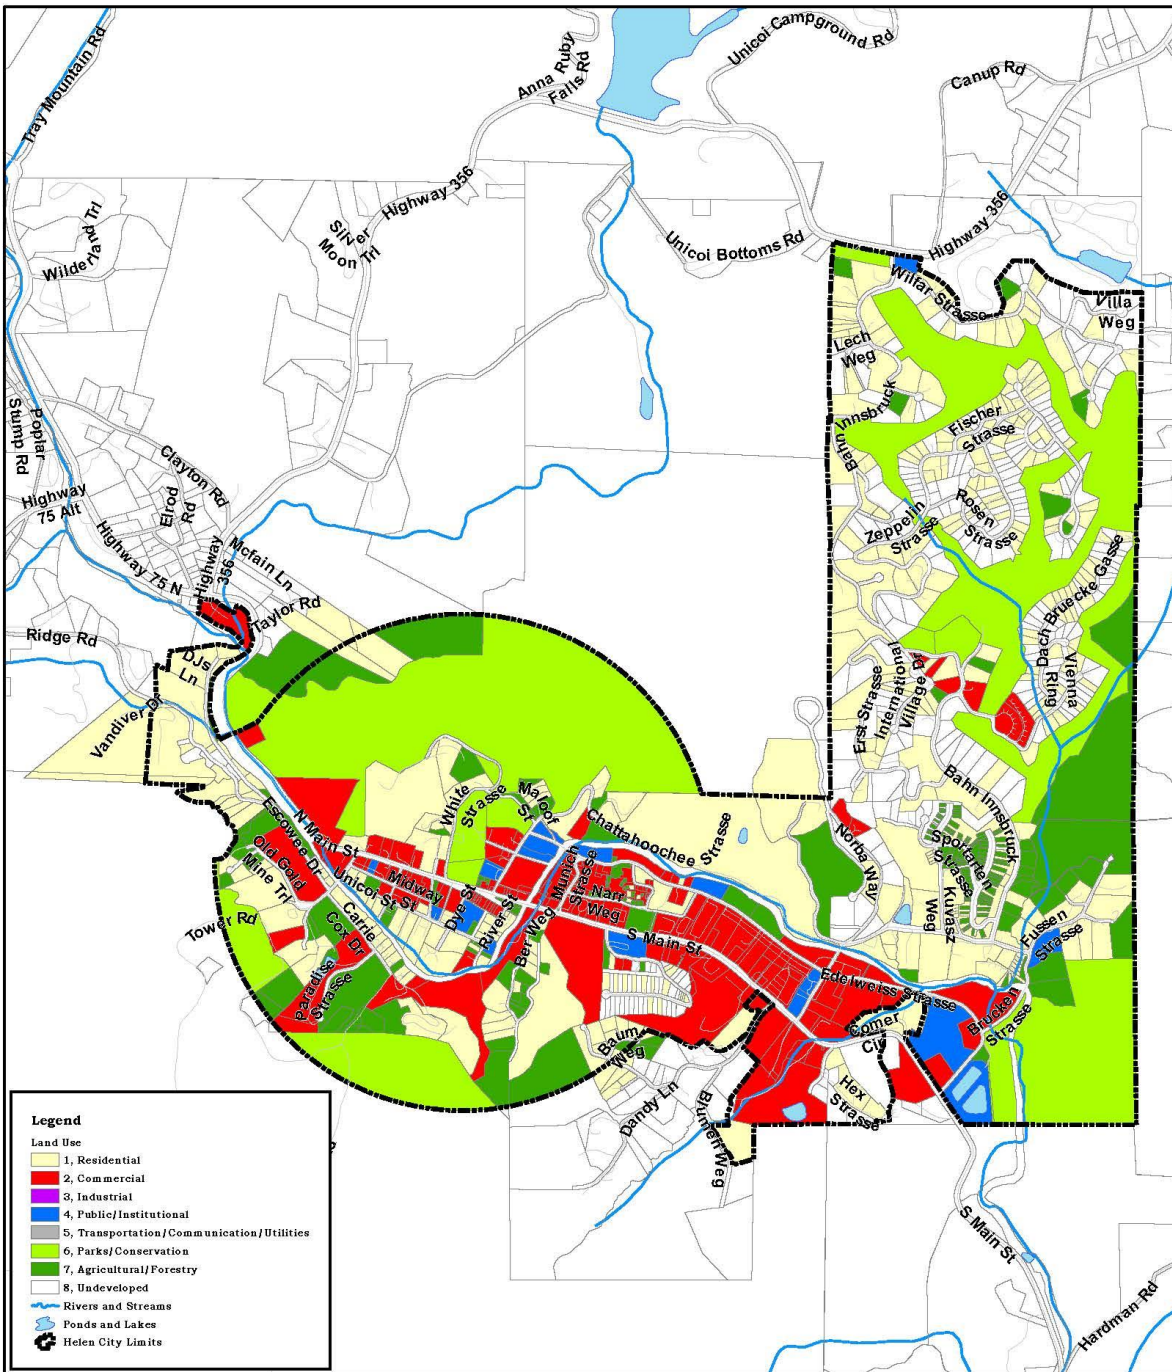 Tray Mountain Rd
Anna Ruby
Falls Rd
Unicoi Campground Rd
Canup Rd
Wilderland Trl
Silver
Moon Trl
Highway 356
Unicoi Bottoms Rd
Highway 356
Wilfar Strasse
Villa
Weg
Lech
Weg
Bahn Innsbruck
Fischer
Strasse
Poplar
Stump Rd
Clayton Rd
Highway
75 Alt
Elrod
Rd
Highway 75 N
Highway
356
Mcfain Ln
Taylor Rd
Zeppelin
Strasse
Rosen
Strasse
Dach Bruecke Gasse
Vienna
Ring
Ridge Rd
DJs
Ln
Vandiver Dr
Erst Strasse
International
Village Dr
Bahn Innsbruck
White
Strasse
Maloof
St
Chattahoochee Strasse
Escowee Dr
N Main St
Old Gold
Mine Trl
Unicoi St
Midway
St
Dye St
River St
Munich
Strasse
Narr
Weg
Ber Weg
Norba Way
Sportanten
Strasse
Kuvasz
Weg
Fussen
Strasse
Tower Rd
Carrie
Cox Dr
Paradise
Strasse
S Main St
Edelweiss Strasse
Brucken
Strasse
Comer
Cir
Baum
Weg
Dandy Ln
Blumen Weg
Hex
Strasse
S Main St
Hardman Rd
Legend
Land Use
1, Residential
2, Commercial
3, Industrial
4, Public/Institutional
5, Transportation/Communication/Utilities
6, Parks/Conservation
7, Agricultural/Forestry
8, Undeveloped
Rivers and Streams
Ponds and Lakes
Helen City Limits